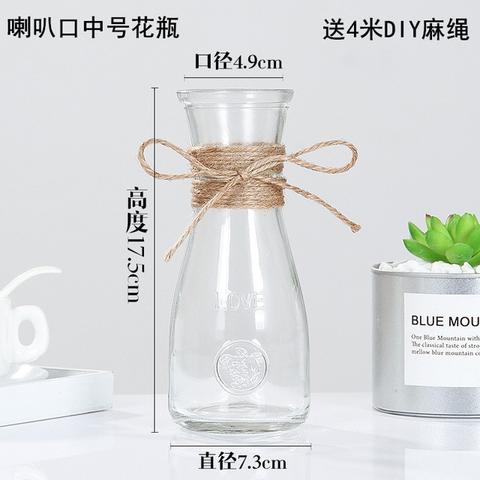 喇叭口中号花瓶
送4米DIY麻绳
口径4.9cm
高度17.5cm
LOVE
直径7.3cm
BLUE MOU
One Blue Mountain with
The classical taste of stro
mellow blue mountain co